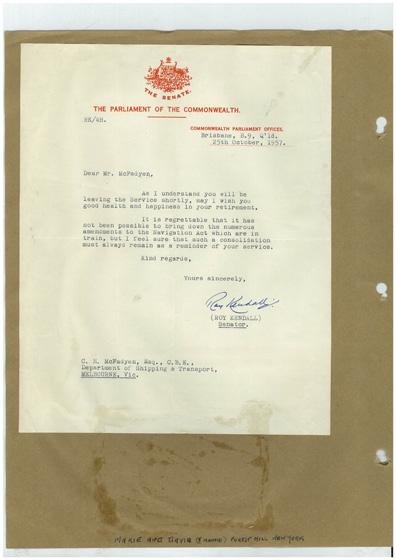 THE SENATE.
THE PARLIAMENT OF THE COMMONWEALTH.
RK/4H.
COMMONWEALTH PARLIAMENT OFFICES,
Brisbane, B.9, Q'ld.
25th October, 1957.
Dear Mr. McFadyen,
As I understand you will be
leaving the Service shortly, may I wish you
good health and happiness in your retirement.
It is regrettable that it has
not been possible to bring down the numerous
amendments to the Navigation Act which are in
train, but I feel sure that such a consolidation
must always remain as a reminder of your service.
Kind regards,
Yours sincerely,
Roy Kendall.
(ROY KENDALL)
Senator.
C. N. McFadyen, Esq., C.B.E.,
Department of Shipping & Transport,
MELBOURNE, Vic.
MARIE AND DAVID FOREST HILL NEW YORK